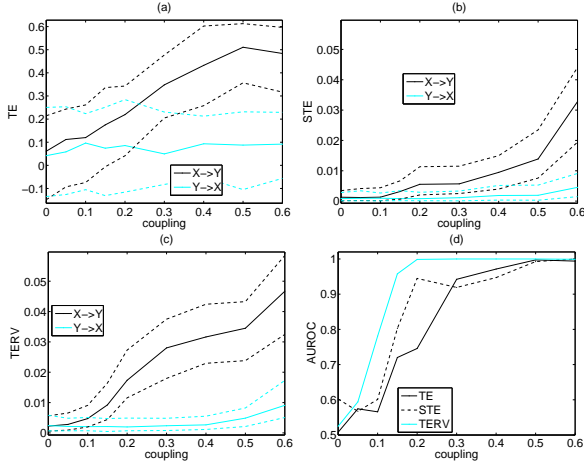 (a)
0.6
0.5
0.4
0.3
0.2
0.1
0
−0.1
TE
X−>Y
Y−>X
0 0.1 0.2 0.3 0.4 0.5 0.6
coupling
(b)
0.05
0.04
0.03
0.02
0.01
0
STE
X−>Y
Y−>X
0 0.1 0.2 0.3 0.4 0.5 0.6
coupling
(c)
0.05
0.04
0.03
0.02
0.01
0
TERV
X−>Y
Y−>X
0 0.1 0.2 0.3 0.4 0.5 0.6
coupling
(d)
1
0.9
0.8
0.7
0.6
0.5
AUROC
TE
STE
TERV
0 0.1 0.2 0.3 0.4 0.5 0.6
coupling